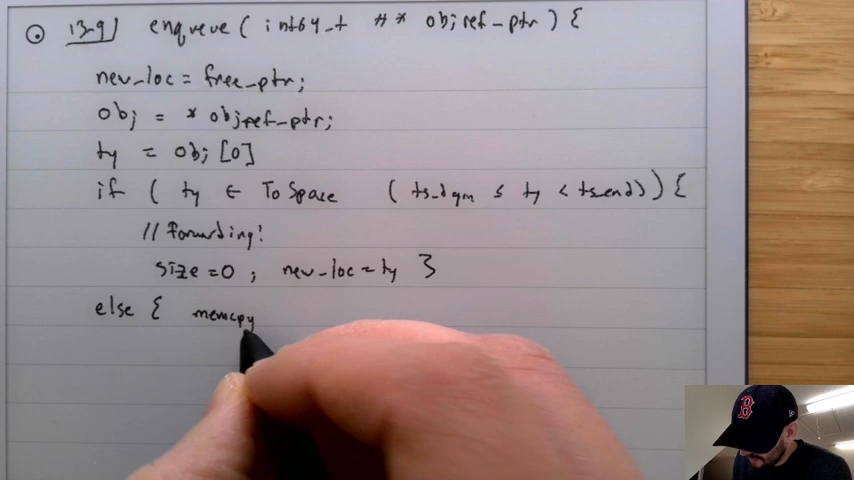 13-9) enqueue ( int64_t ** objref_ptr ) {
new_loc = free_ptr;
obj = * objref_ptr;
ty = obj [0]
if ( ty ∈ ToSpace ( ts_bgn ≤ ty < ts_end)) {
// forwarding!
size = 0 ; new_loc = ty }
else { memcpy
B